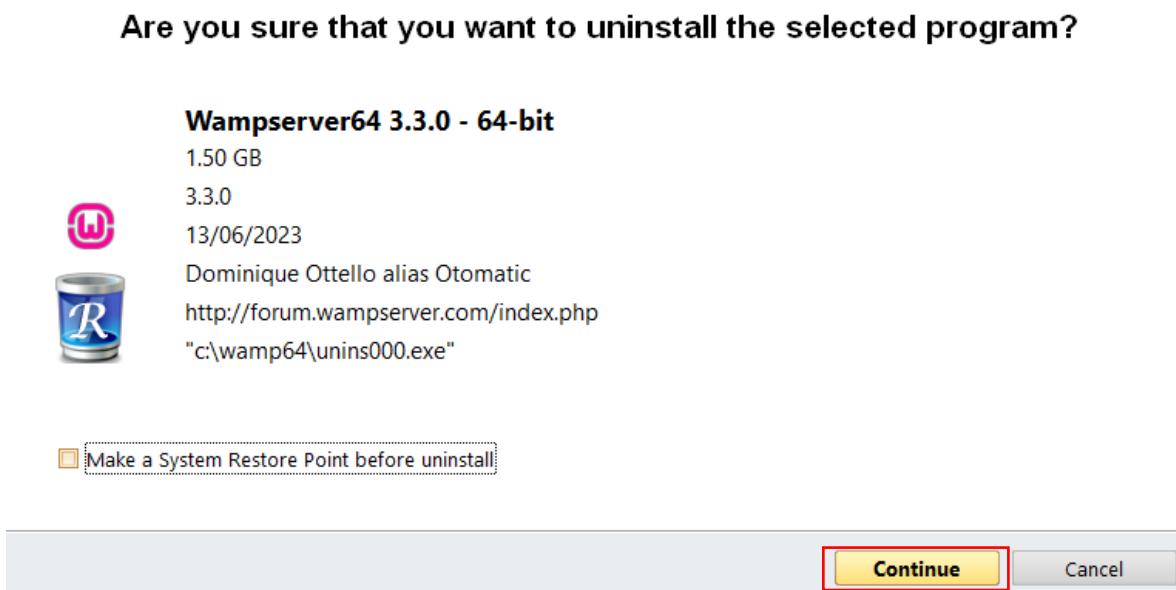 Are you sure that you want to uninstall the selected program?
Wampserver64 3.3.0 - 64-bit
1.50 GB
3.3.0
13/06/2023
Dominique Ottello alias Otomatic
http://forum.wampserver.com/index.php
"c:\wamp64\unins000.exe"
Make a System Restore Point before uninstall
Continue Cancel